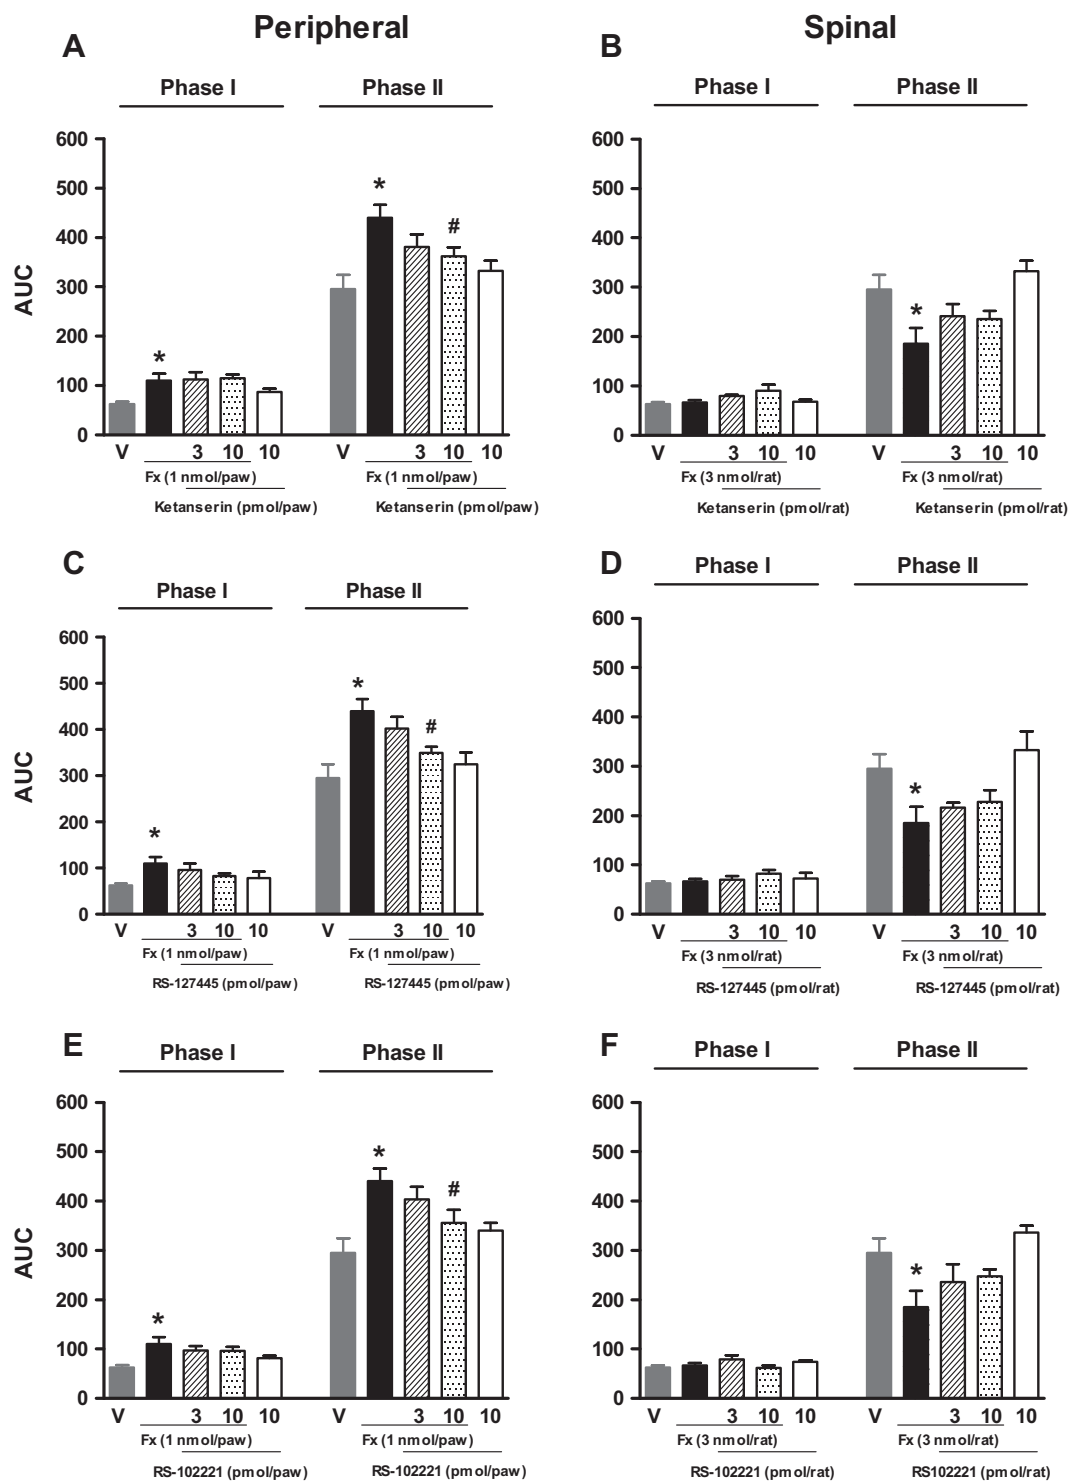 Peripheral
Spinal
A
Phase I
Phase II
600
500
400
300
200
100
0
AUC
*
*
#
V
3
10
10
V
3
10
10
Fx (1 nmol/paw)
Fx (1 nmol/paw)
Ketanserin (pmol/paw)
Ketanserin (pmol/paw)
B
Phase I
Phase II
600
500
400
300
200
100
0
*
V
3
10
10
V
3
10
10
Fx (3 nmol/rat)
Fx (3 nmol/rat)
Ketanserin (pmol/rat)
Ketanserin (pmol/rat)
C
Phase I
Phase II
600
500
400
300
200
100
0
AUC
*
*
#
V
3
10
10
V
3
10
10
Fx (1 nmol/paw)
Fx (1 nmol/paw)
RS-127445 (pmol/paw)
RS-127445 (pmol/paw)
D
Phase I
Phase II
600
500
400
300
200
100
0
*
V
3
10
10
V
3
10
10
Fx (3 nmol/rat)
Fx (3 nmol/rat)
RS-127445 (pmol/rat)
RS-127445 (pmol/rat)
E
Phase I
Phase II
600
500
400
300
200
100
0
AUC
*
*
#
V
3
10
10
V
3
10
10
Fx (1 nmol/paw)
Fx (1 nmol/paw)
RS-102221 (pmol/paw)
RS-102221 (pmol/paw)
F
Phase I
Phase II
600
500
400
300
200
100
0
*
V
3
10
10
V
3
10
10
Fx (3 nmol/rat)
Fx (3 nmol/rat)
RS-102221 (pmol/rat)
RS102221 (pmol/rat)